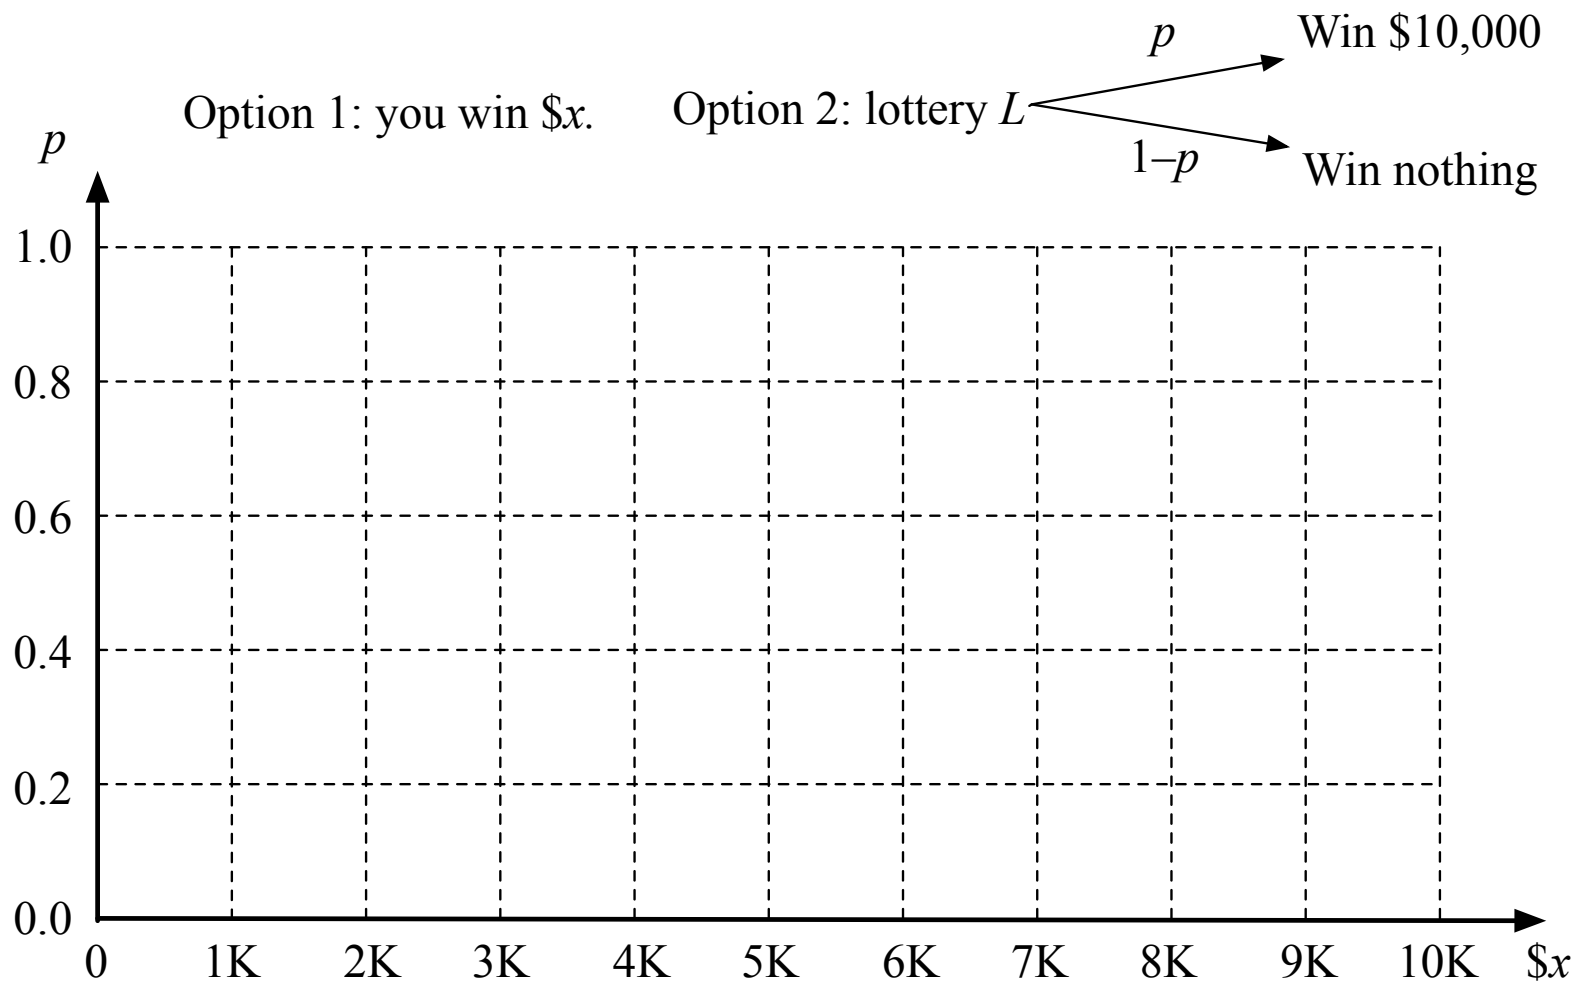 p
Win $10,000
Option 1: you win $x.
Option 2: lottery L
1–p
Win nothing
p
1.0
0.8
0.6
0.4
0.2
0.0
0 1K 2K 3K 4K 5K 6K 7K 8K 9K 10K $x